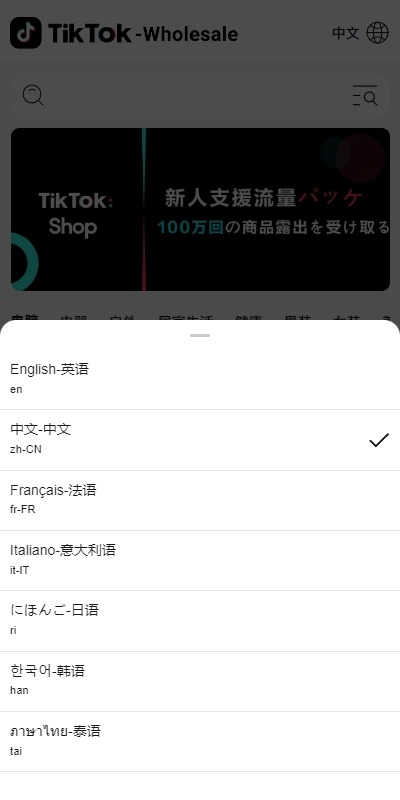 TikTok -Wholesale
中文
TikTok:
Shop
新人支援流量パッケ
100万回の商品露出を受け取る
English-英语
en
中文-中文
zh-CN
Français-法语
fr-FR
Italiano-意大利语
it-IT
にほんご-日语
ri
한국어-韩语
han
ภาษาไทย-泰语
tai